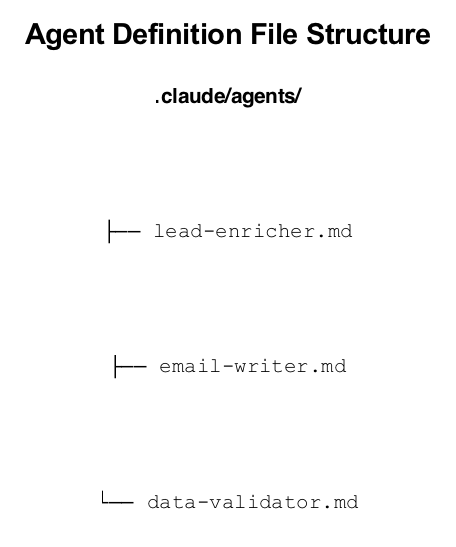 Agent Definition File Structure
.claude/agents/
├── lead-enricher.md
├── email-writer.md
└── data-validator.md